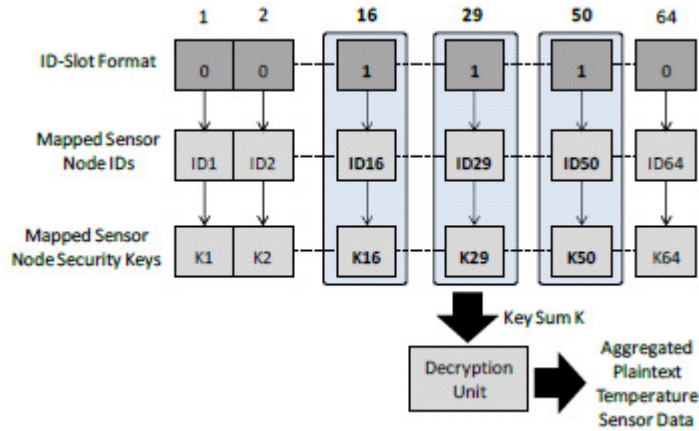 1 2 16 29 50 64
ID-Slot Format
0 0 1 1 1 0
Mapped Sensor
Node IDs
ID1 ID2 ID16 ID29 ID50 ID64
Mapped Sensor
Node Security Keys
K1 K2 K16 K29 K50 K64
Key Sum K
Decryption
Unit
Aggregated
Plaintext
Temperature
Sensor Data